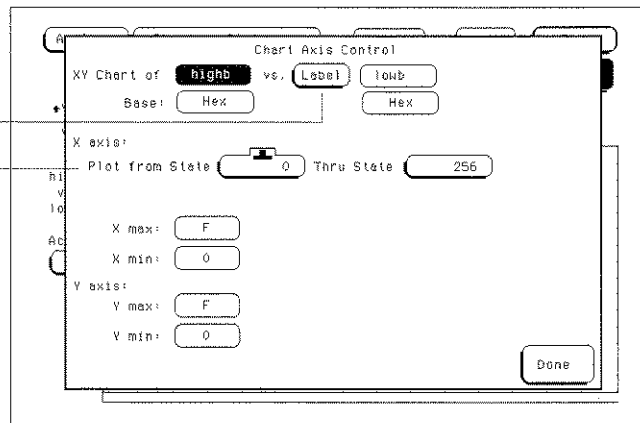 Chart Axis Control
XY Chart of highb vs. Label lowb
Base: Hex Hex
X axis:
Plot from State 0 Thru State 256
X max: F
X min: 0
Y axis:
Y max: F
Y min: 0
Done